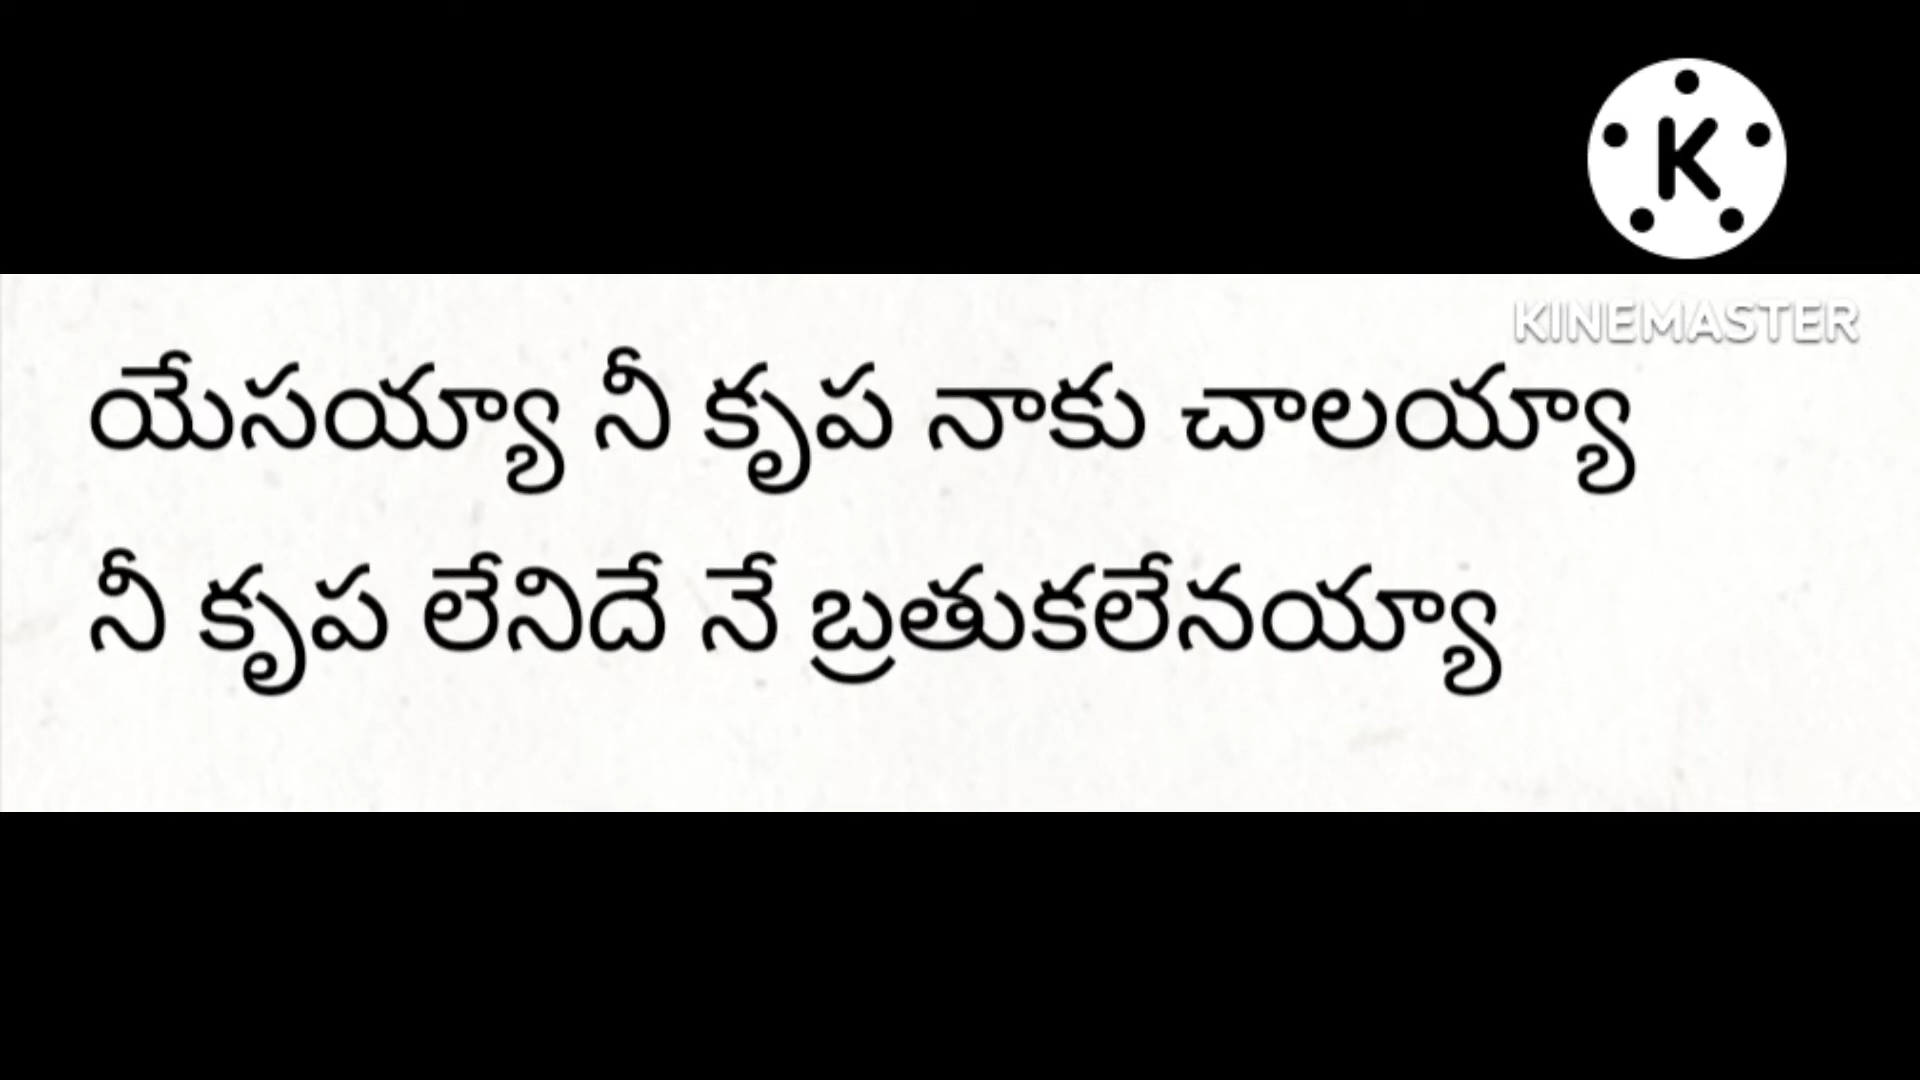 K
KINEMASTER
యేసయ్యా నీ కృప నాకు చాలయ్యా
నీ కృప లేనిదే నే బ్రతుకలేనయ్యా